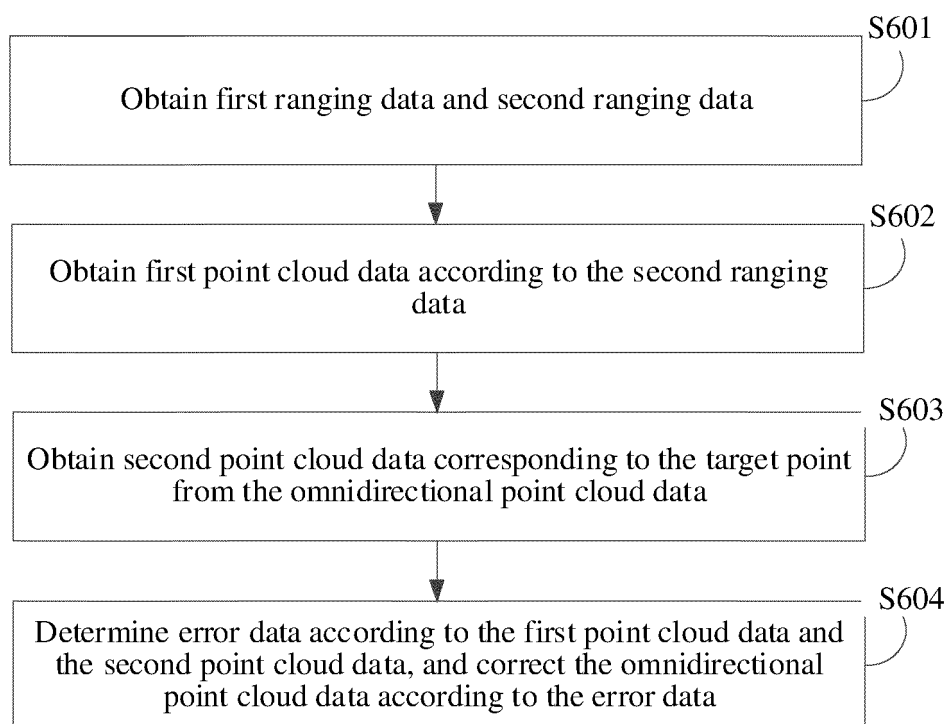 S601
Obtain first ranging data and second ranging data
S602
Obtain first point cloud data according to the second ranging
data
S603
Obtain second point cloud data corresponding to the target point
from the omnidirectional point cloud data
S604
Determine error data according to the first point cloud data and
the second point cloud data, and correct the omnidirectional
point cloud data according to the error data